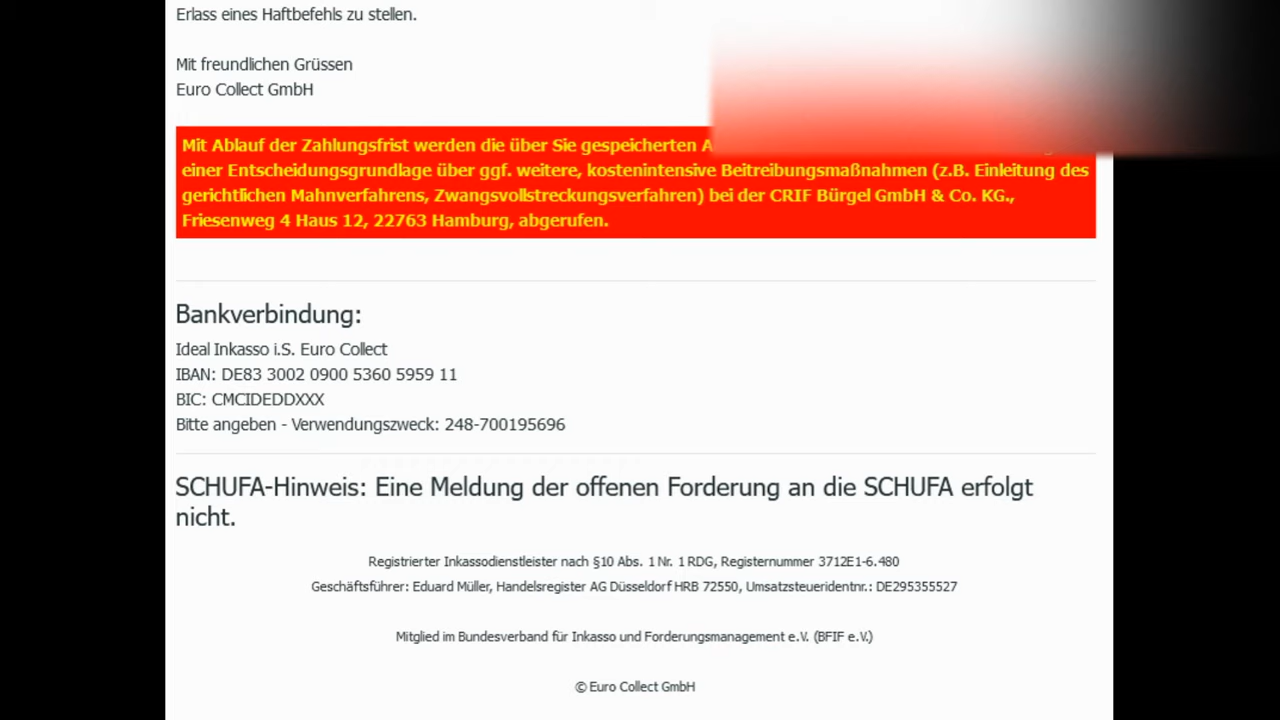 Erlass eines Haftbefehls zu stellen.
Mit freundlichen Grüssen
Euro Collect GmbH
Mit Ablauf der Zahlungsfrist werden die über Sie gespeicherten
einer Entscheidungsgrundlage über ggf. weitere, kostenintensive Beitreibungsmaßnahmen (z.B. Einleitung des
gerichtlichen Mahnverfahrens, Zwangsvollstreckungsverfahren) bei der CRIF Bürgel GmbH & Co. KG.,
Friesenweg 4 Haus 12, 22763 Hamburg, abgerufen.
Bankverbindung:
Ideal Inkasso i.S. Euro Collect
IBAN: DE83 3002 0900 5360 5959 11
BIC: CMCIDEDDXXX
Bitte angeben - Verwendungszweck: 248-700195696
SCHUFA-Hinweis: Eine Meldung der offenen Forderung an die SCHUFA erfolgt
nicht.
Registrierter Inkassodienstleister nach §10 Abs. 1 Nr. 1 RDG, Registernummer 3712E1-6.480
Geschäftsführer: Eduard Müller, Handelsregister AG Düsseldorf HRB 72550, Umsatzsteueridentnr.: DE295355527
Mitglied im Bundesverband für Inkasso und Forderungsmanagement e.V. (BFIF e.V.)
© Euro Collect GmbH